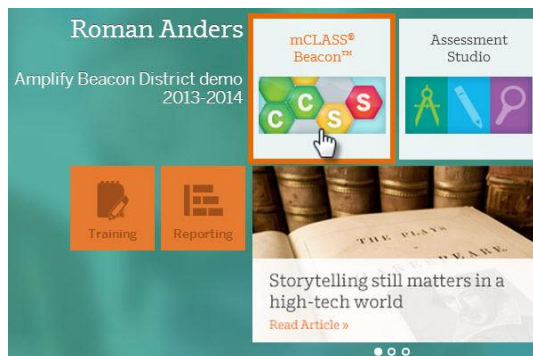 Roman Anders
Amplify Beacon District demo
2013-2014
mCLASS®
Beacon™
C C S S
Assessment
Studio
Training
Reporting
THE PLAYS
Storytelling still matters in a
high-tech world
Read Article »